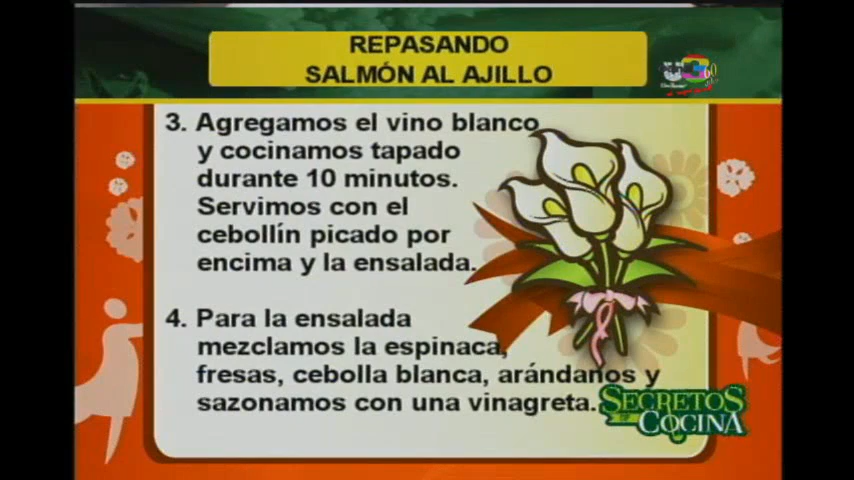 REPASANDO
SALMÓN AL AJILLO
60
3. Agregamos el vino blanco
y cocinamos tapado
durante 10 minutos.
Servimos con el
cebollín picado por
encima y la ensalada.
4. Para la ensalada
mezclamos la espinaca,
fresas, cebolla blanca, arándanos y
sazonamos con una vinagreta.
SECRETOS
COCINA